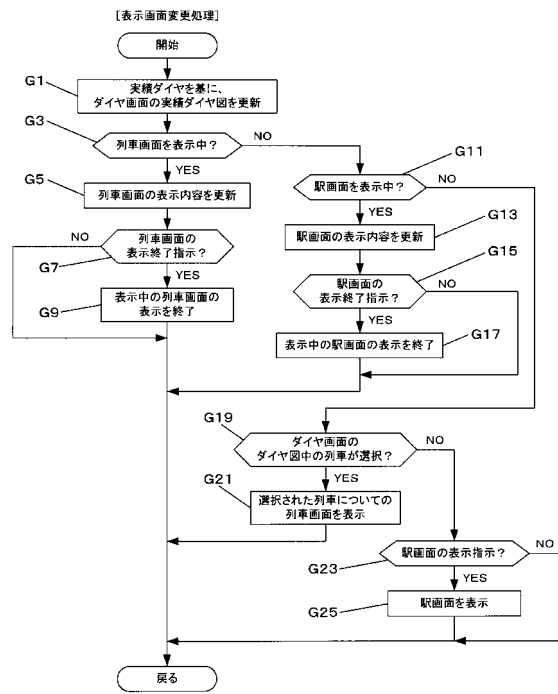 [表示画面変更処理]
開始
G1
実績ダイヤを基に、
ダイヤ画面の実績ダイヤ図を更新
G3
列車画面を表示中？
NO
YES
G5
列車画面の表示内容を更新
NO
列車画面の
表示終了指示？
G7
YES
G9
表示中の列車画面の
表示を終了
G11
駅画面を表示中？
NO
YES
G13
駅画面の表示内容を更新
G15
駅画面の
表示終了指示？
NO
YES
G17
表示中の駅画面の表示を終了
G19
ダイヤ画面の
ダイヤ図中の列車が選択？
NO
YES
G21
選択された列車についての
列車画面を表示
駅画面の表示指示？
NO
G23
YES
G25
駅画面を表示
戻る